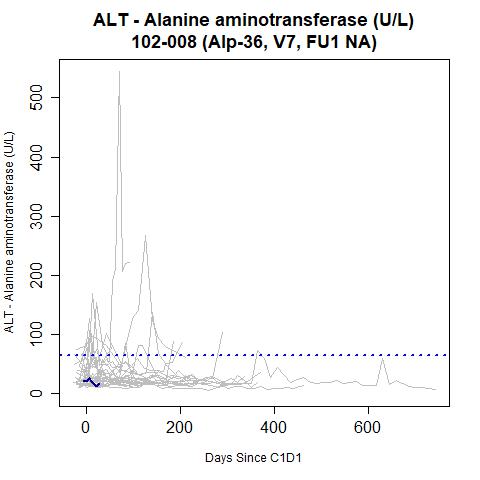 ALT - Alanine aminotransferase (U/L)
102-008 (Alp-36, V7, FU1 NA)
ALT - Alanine aminotransferase (U/L)
500
400
300
200
100
0
0 200 400 600
Days Since C1D1